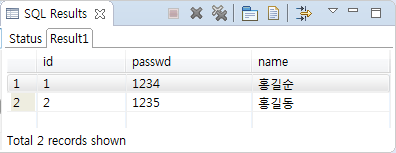 SQL Results
Status Result1
id passwd name
1 1 1234 홍길순
2 2 1235 홍길동
Total 2 records shown